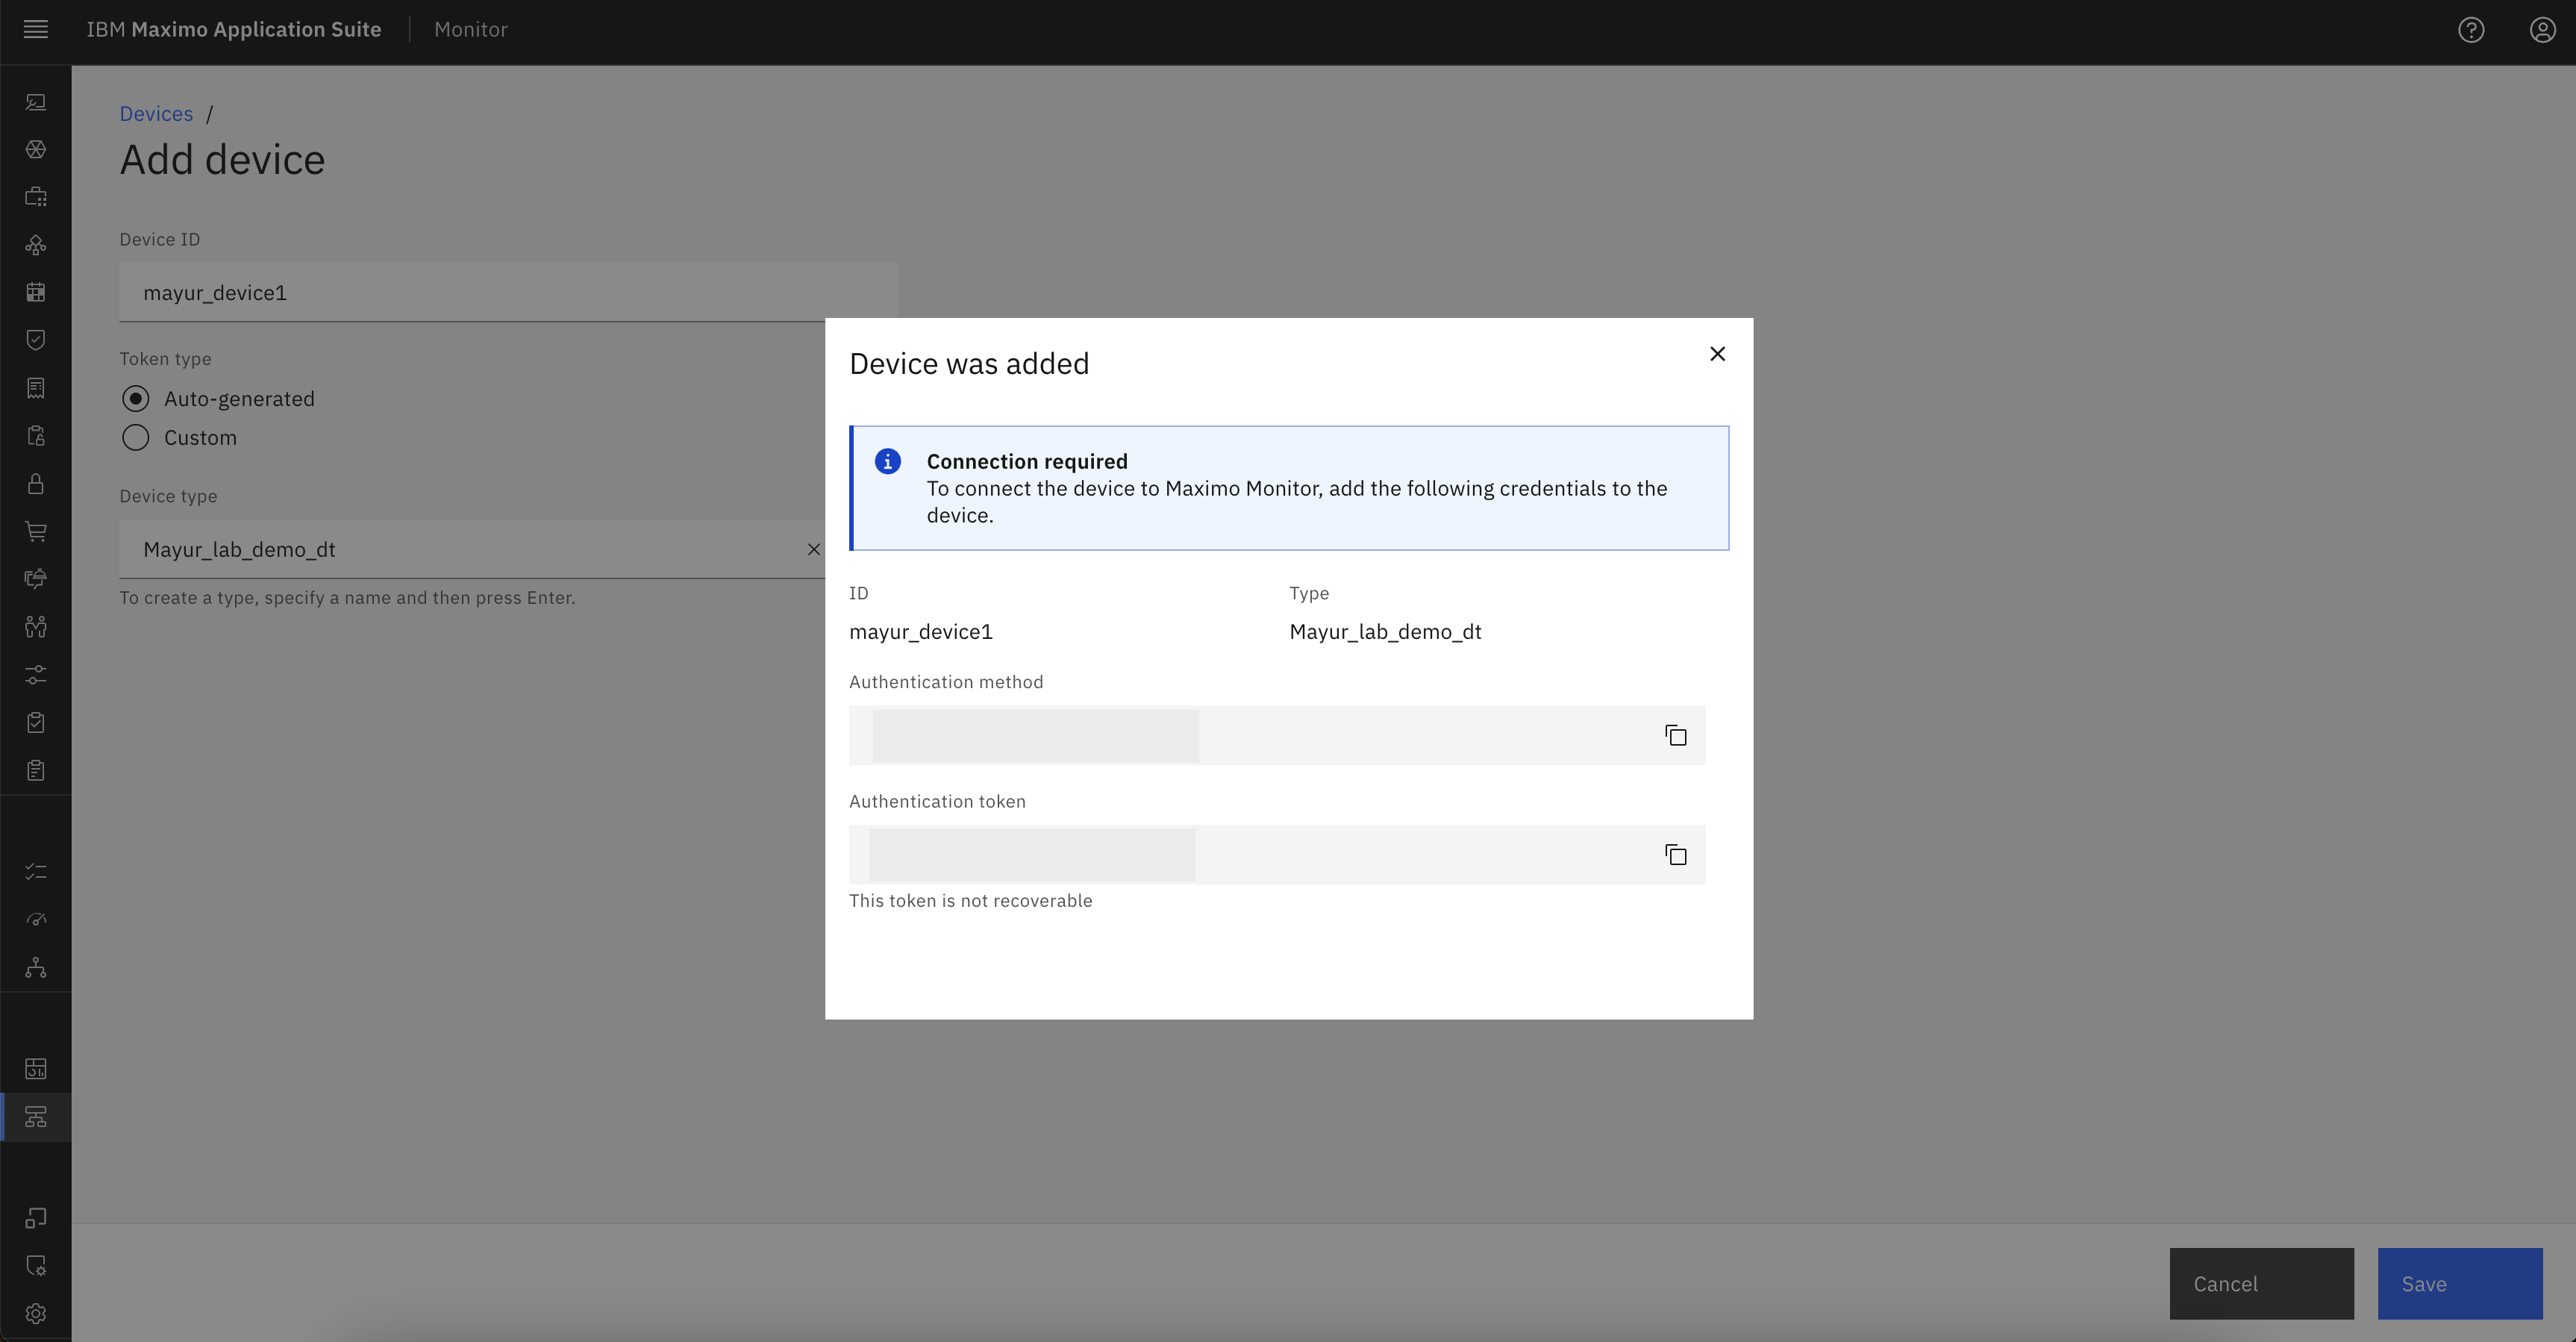 IBM Maximo Application Suite
Monitor
Devices /
Add device
Device ID
mayur_device1
Token type
Auto-generated
Custom
Device type
Mayur_lab_demo_dt
To create a type, specify a name and then press Enter.
Device was added
Connection required
To connect the device to Maximo Monitor, add the following credentials to the
device.
ID
Type
mayur_device1
Mayur_lab_demo_dt
Authentication method
Authentication token
This token is not recoverable
Cancel
Save